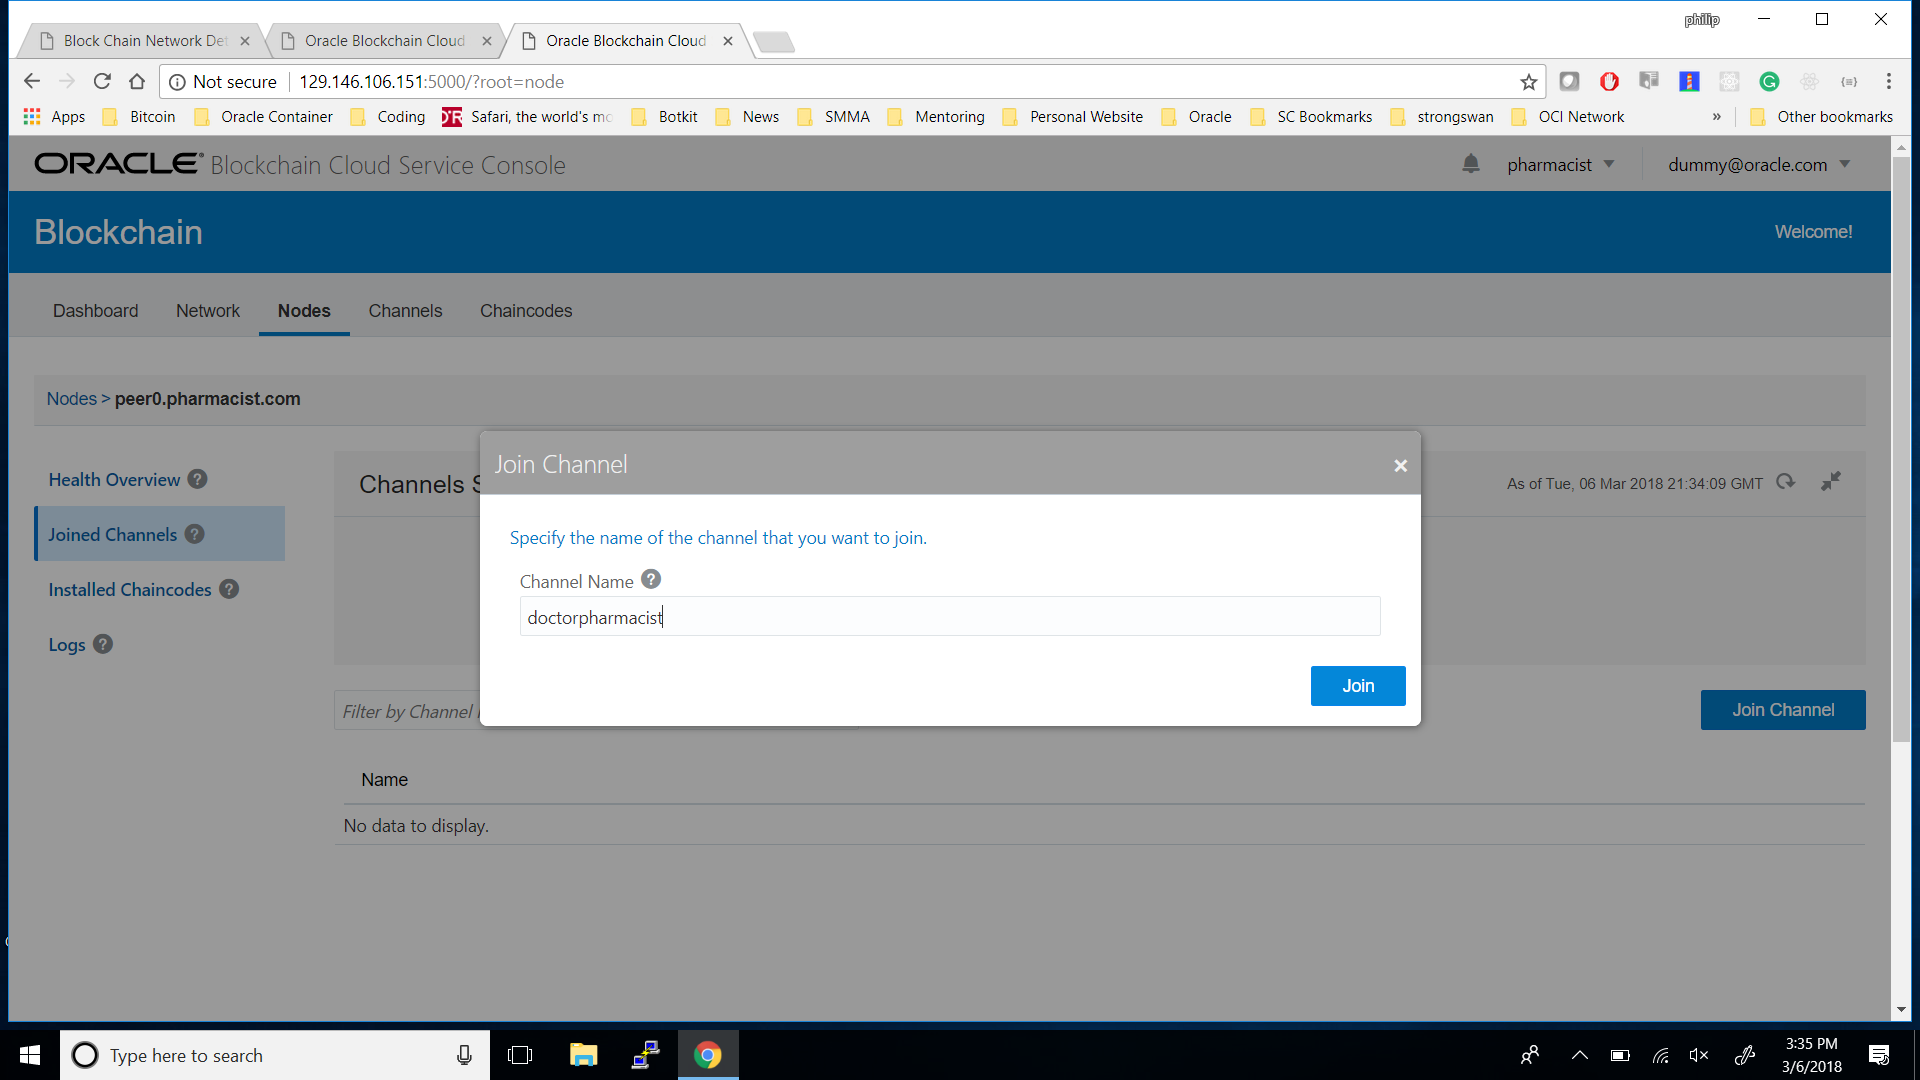 philip
Block Chain Network Det
Oracle Blockchain Cloud
Oracle Blockchain Cloud
Not secure
129.146.106.151:5000/?root=node
Apps
Bitcoin
Oracle Container
Coding
Safari, the world's mo
Botkit
News
SMMA
Mentoring
Personal Website
Oracle
SC Bookmarks
strongswan
OCI Network
»
Other bookmarks
ORACLE® Blockchain Cloud Service Console
pharmacist
dummy@oracle.com
Blockchain
Welcome!
Dashboard
Network
Nodes
Channels
Chaincodes
Nodes > peer0.pharmacist.com
Health Overview ?
Joined Channels ?
Installed Chaincodes ?
Logs ?
Channels S
As of Tue, 06 Mar 2018 21:34:09 GMT
Join Channel
×
Specify the name of the channel that you want to join.
Channel Name ?
doctorpharmacist
Join
Filter by Channel
Join Channel
Name
No data to display.
Type here to search
3:35 PM
3/6/2018